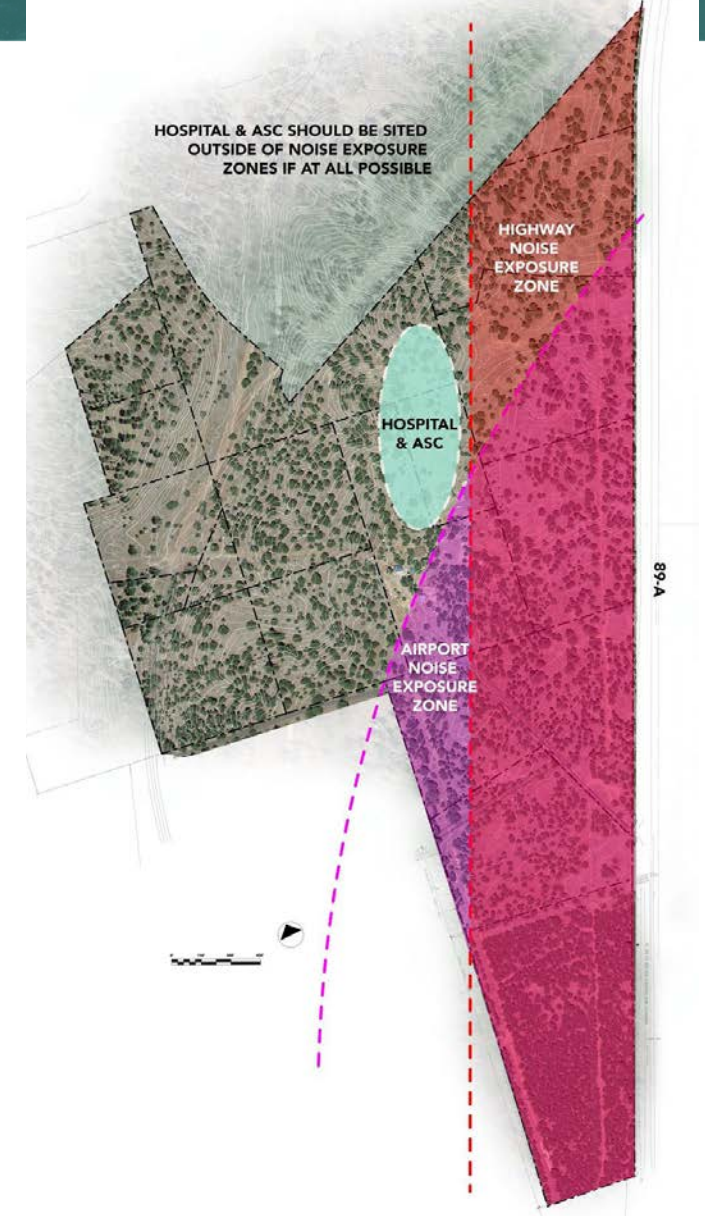 HOSPITAL & ASC SHOULD BE SITED
OUTSIDE OF NOISE EXPOSURE
ZONES IF AT ALL POSSIBLE
HIGHWAY
NOISE
EXPOSURE
ZONE
HOSPITAL
& ASC
89-A
AIRPORT
NOISE
EXPOSURE
ZONE